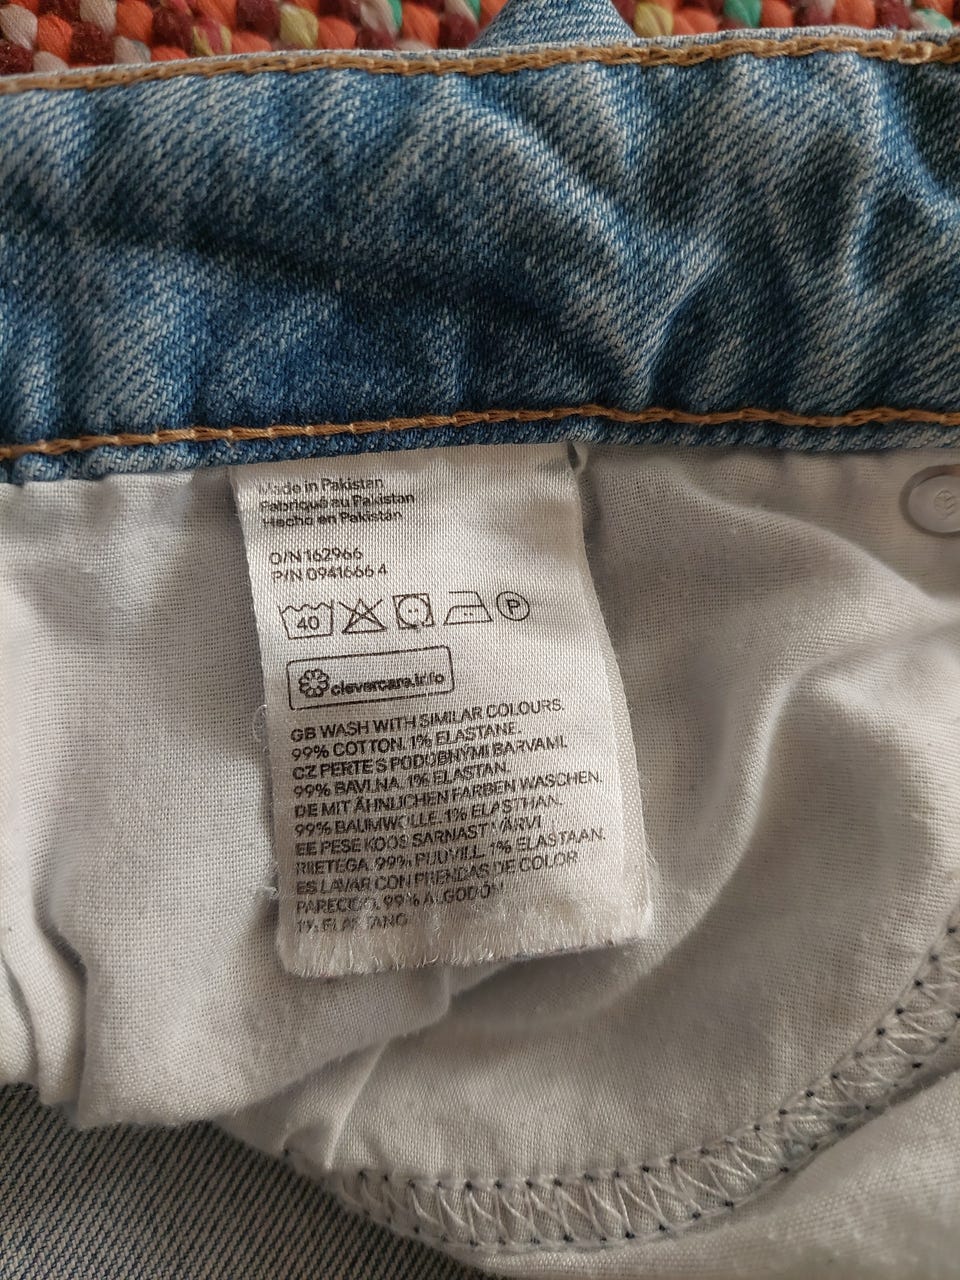 Made in Pakistan
Fabriqué au Pakistan
Hecho en Pakistán
O/N 162966
P/N 0941666 4
40 P
clevercare.info
GB WASH WITH SIMILAR COLOURS.
99% COTTON. 1% ELASTANE.
CZ PERTE S PODOBNÝMI BARVAMI.
99% BAVLNA. 1% ELASTAN.
DE MIT ÄHNLICHEN FARBEN WASCHEN.
99% BAUMWOLLE. 1% ELASTHAN.
EE PESE KOOS SARNAST VÄRVI
RIIETEGA. 99% PUUVILL. 1% ELASTAAN.
ES LAVAR CON PRENDAS DE COLOR
PARECIDO. 99% ALGODÓN
1% ELASTANO